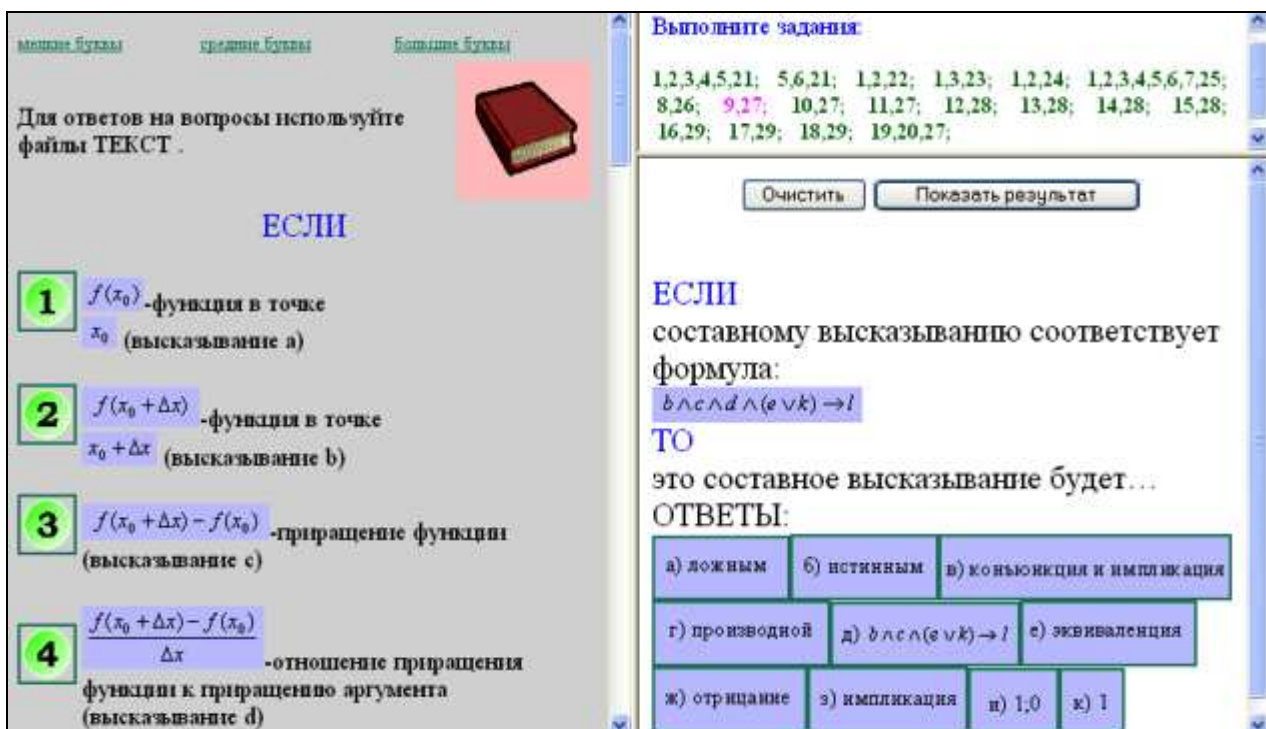 мелкие буквы средние буквы большие буквы
Для ответов на вопросы используйте
файлы ТЕКСТ .
ЕСЛИ
1 f(x₀) -функция в точке
x₀ (высказывание a)
2 f(x₀ + Δx) -функция в точке
x₀ + Δx (высказывание b)
3 f(x₀ + Δx) − f(x₀) -приращение функции
(высказывание c)
4 f(x₀ + Δx) − f(x₀)
Δx -отношение приращения
функции к приращению аргумента
(высказывание d)
Выполните задания:
1,2,3,4,5,21; 5,6,21; 1,2,22; 1,3,23; 1,2,24; 1,2,3,4,5,6,7,25;
8,26; 9,27; 10,27; 11,27; 12,28; 13,28; 14,28; 15,28;
16,29; 17,29; 18,29; 19,20,27;
Очистить Показать результат
ЕСЛИ
составному высказыванию соответствует
формула:
b∧c∧d∧(e∨k)→l
ТО
это составное высказывание будет…
ОТВЕТЫ:
а) ложным б) истинным в) конъюнкция и импликация
г) производной д) b∧c∧(e∨k)→l е) эквиваленция
ж) отрицание з) импликация и) 1;0 к) 1